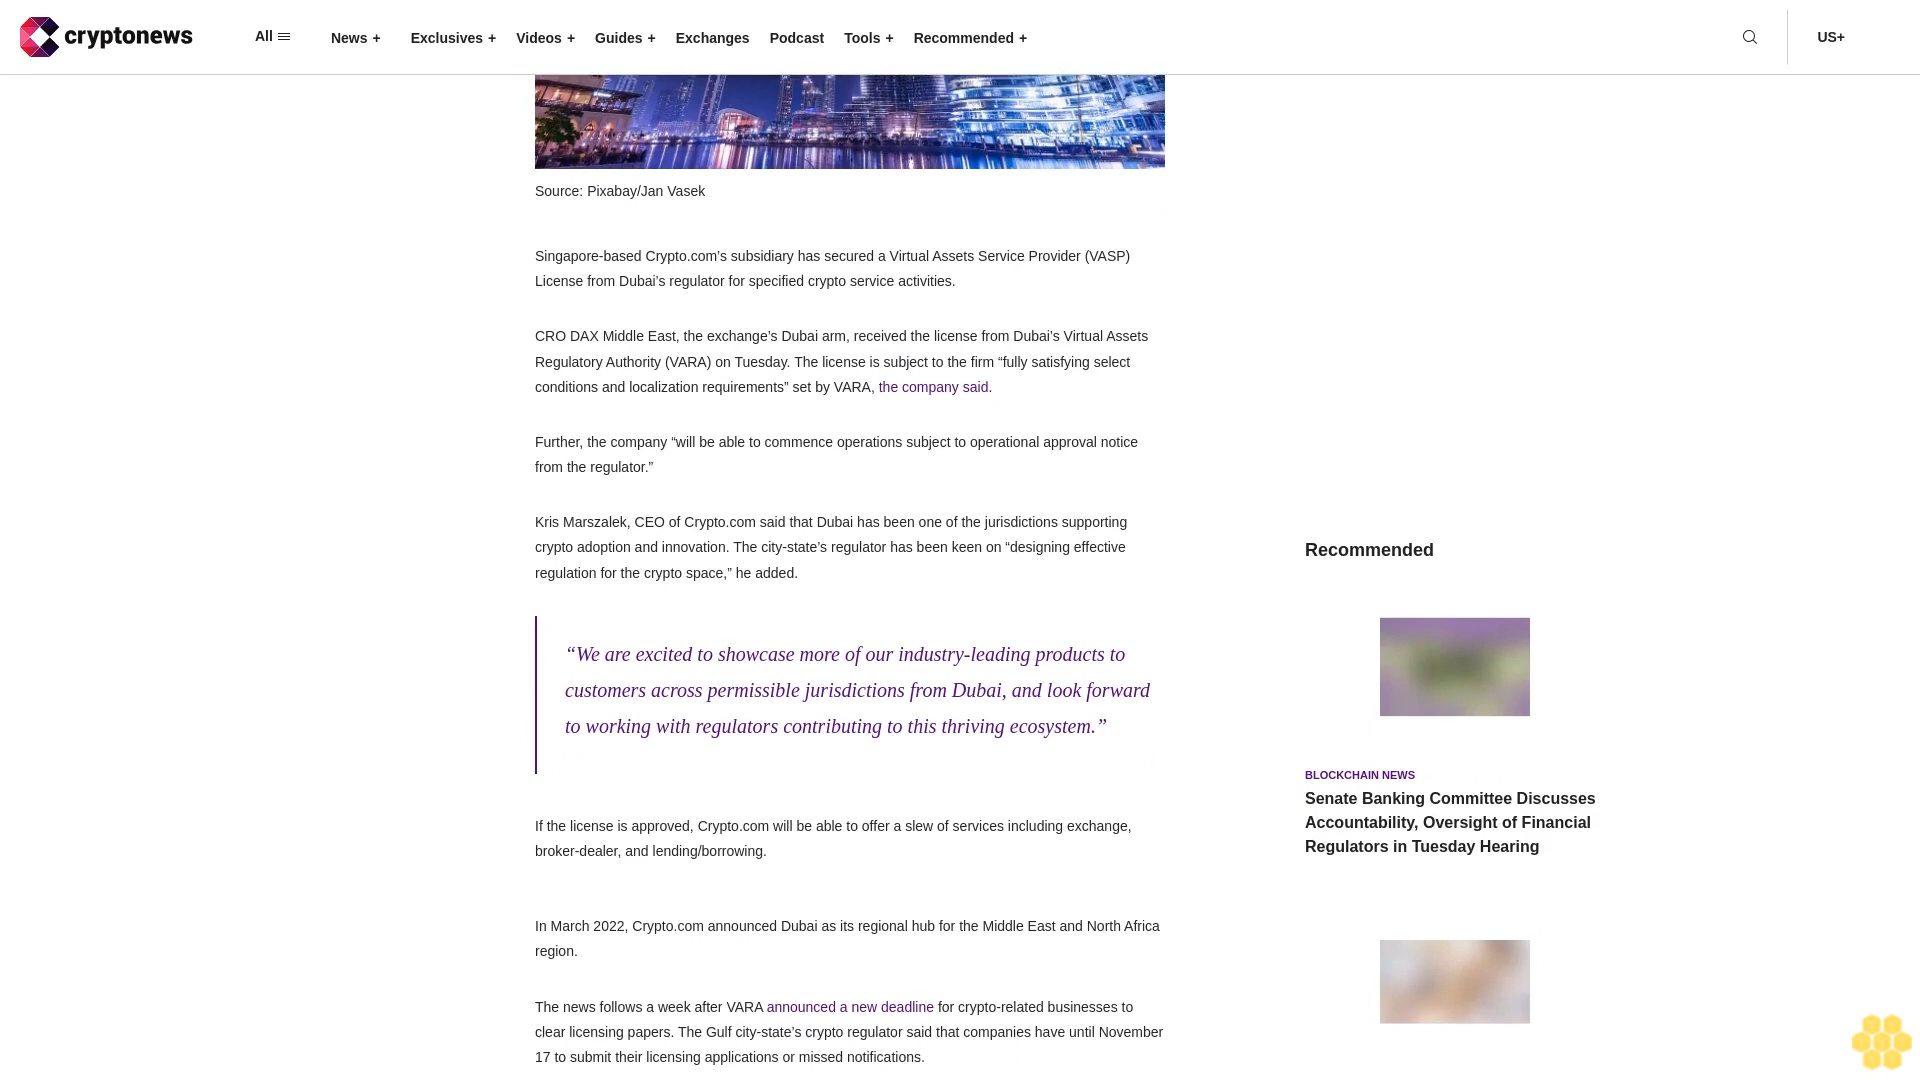 cryptonews
All
News +
Exclusives +
Videos +
Guides +
Exchanges
Podcast
Tools +
Recommended +
US+
Source: Pixabay/Jan Vasek
Singapore-based Crypto.com’s subsidiary has secured a Virtual Assets Service Provider (VASP)
License from Dubai’s regulator for specified crypto service activities.
CRO DAX Middle East, the exchange’s Dubai arm, received the license from Dubai’s Virtual Assets
Regulatory Authority (VARA) on Tuesday. The license is subject to the firm “fully satisfying select
conditions and localization requirements” set by VARA, the company said.
Further, the company “will be able to commence operations subject to operational approval notice
from the regulator.”
Kris Marszalek, CEO of Crypto.com said that Dubai has been one of the jurisdictions supporting
crypto adoption and innovation. The city-state’s regulator has been keen on “designing effective
regulation for the crypto space,” he added.
“We are excited to showcase more of our industry-leading products to
customers across permissible jurisdictions from Dubai, and look forward
to working with regulators contributing to this thriving ecosystem.”
If the license is approved, Crypto.com will be able to offer a slew of services including exchange,
broker-dealer, and lending/borrowing.
In March 2022, Crypto.com announced Dubai as its regional hub for the Middle East and North Africa
region.
The news follows a week after VARA announced a new deadline for crypto-related businesses to
clear licensing papers. The Gulf city-state’s crypto regulator said that companies have until November
17 to submit their licensing applications or missed notifications.
Recommended
BLOCKCHAIN NEWS
Senate Banking Committee Discusses
Accountability, Oversight of Financial
Regulators in Tuesday Hearing